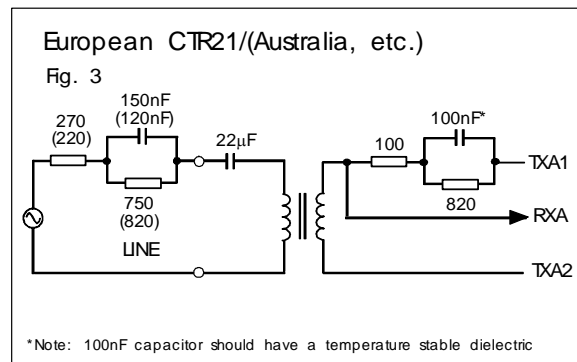 European CTR21/(Australia, etc.)
Fig. 3
150nF
(120nF)
270
(220)
22µF
100nF*
100
TXA1
750
(820)
820
RXA
LINE
TXA2
*Note: 100nF capacitor should have a temperature stable dielectric